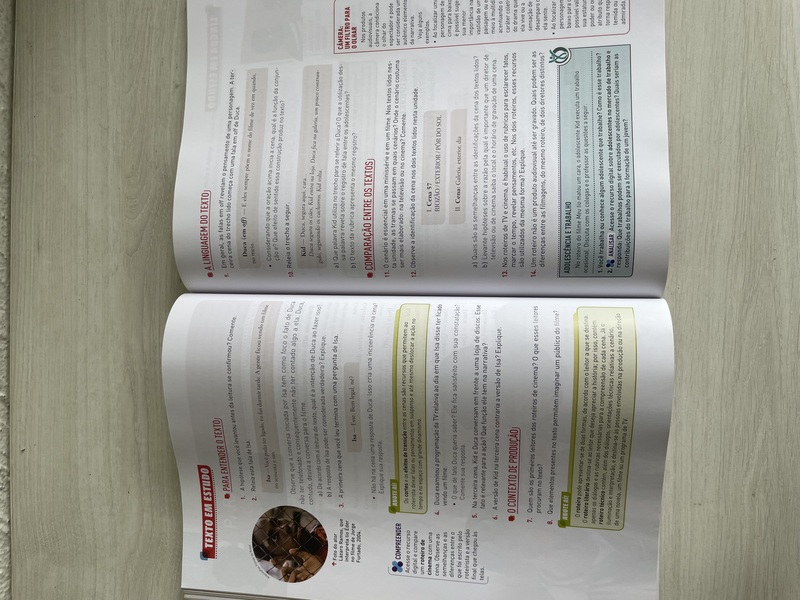 TEXTO EM ESTUDO
PARA ENTENDER O TEXTO
1. A hipótese que você levantou antes da leitura se confirmou? Comente.
2. Releia esta fala de Isa.
Isa — Você podia ter ligado, eu fui dormir tarde. A gente ficou vendo um filme
Observe que a conversa iniciada por Isa tem como foco o fato de Duca
não ter telefonado e consequentemente não ter contado algo a ela. Duca,
contudo, desvia a conversa para o filme.
a) De acordo com a leitura do texto, qual é a intenção de Duca ao fazer isso?
b) A resposta de Isa pode ser considerada verdadeira? Explique.
3. A primeira cena que você leu termina com uma pergunta de Isa.
Isa — Esse. Bem legal, né?
• Não há na cena uma resposta de Duca. Isso cria uma incoerência na cena?
Explique sua resposta.
Foto do ator
Lázaro Ramos, que
interpreta tio Éder
no filme de Jorge
Furtado, 2004.
COMPREENDER
Acesse o recurso
digital e compare
um roteiro de
cinema com uma
cena. Observe as
semelhanças e as
diferenças entre o
que foi escrito pelo
roteirista e a versão
final que chegou às
telas.
ANOTE AÍ!
Os cortes e os efeitos de transição entre as cenas são recursos que permitem ao
roteirista deixar falas ou pensamentos em suspenso e até mesmo deslocar a ação no
tempo e no espaço com grande dinamismo.
4. Duca examinou a programação da TV relativa ao dia em que Isa disse ter ficado
vendo um filme.
• O que de fato Duca queria saber? Ele ficou satisfeito com sua constatação?
Comente sua resposta.
5. Na terceira cena, Kid e Duca conversam em frente a uma loja de discos. Esse
fato é relevante para a ação? Que função ele tem na narrativa?
6. A versão de Kid na terceira cena contraria a versão de Isa? Explique.
O CONTEXTO DE PRODUÇÃO
7. Quem são os primeiros leitores dos roteiros de cinema? O que esses leitores
procuram no texto?
8. Que elementos presentes no texto permitem imaginar um público do filme?
ANOTE AÍ!
O roteiro pode apresentar-se de duas formas, de acordo com o leitor a que se destina.
O roteiro literário destina-se ao leitor que deseja apreciar a história; por isso, contém
apenas os diálogos e as rubricas necessárias para a compreensão de cada cena. Já o
roteiro técnico contém, além dos diálogos, orientações técnicas relativas a cenário,
iluminação e interpretação, e destina-se às pessoas envolvidas na produção ou na direção
de uma novela, um filme ou um programa de TV.
A LINGUAGEM DO TEXTO
9. Em geral, as falas em off revelam o pensamento de uma personagem. A ter-
ceira cena do trecho lido começa com uma fala em off de Duca.
Duca (em off) — E eles sempre põem o nome do filme de vez em quando,
no meio.
• Considerando que a oração acima inicia a cena, qual é a função da conjun-
ção e? Que efeito de sentido essa construção produz no texto?
10. Releia o trecho a seguir.
Kid — Duca, segura aqui, cara...
Duca segura os cães. Kid entra na loja. Duca fica na galeria, um pouco constran-
gido, segurando os cachorros. Kid volta.
a) Que palavra Kid utiliza no trecho para se referir a Duca? O que a utilização des-
sa palavra revela sobre o registro de fala entre os adolescentes?
b) O texto da rubrica apresenta o mesmo registro?
COMPARAÇÃO ENTRE OS TEXTOS
11. O cenário é essencial em uma minissérie e em um filme. Nos textos lidos nes-
ta unidade, as tramas se passam em quais cenários? Onde o cenário costuma
ser mais elaborado: na televisão ou no cinema? Comente.
12. Observe a identificação da cena nos dois textos lidos nesta unidade.
I. Cena 57
RIOZÃO / EXTERIOR / PÔR DO SOL
II. Cena: Galeria, exterior, dia
a) Quais são as semelhanças entre as identificações da cena dos textos lidos?
b) Levante hipóteses sobre a razão pela qual é importante que um diretor de
televisão ou de cinema saiba o local e o horário de gravação de uma cena.
13. Nos roteiros de TV e cinema, é habitual o uso de rubricas para esclarecer fatos,
marcar o tempo, revelar pensamentos, etc. Nos dois roteiros, esses recursos
são utilizados da mesma forma? Explique.
14. Um roteiro não é um produto audiovisual até ser gravado. Quais podem ser as
diferenças entre as filmagens, do mesmo roteiro, de dois diretores distintos?
ADOLESCÊNCIA E TRABALHO
No roteiro do filme Meu tio matou um cara, o adolescente Kid executa um trabalho
ocasional. Discuta com os colegas e o professor as questões a seguir.
1. Você trabalha ou conhece algum adolescente que trabalhe? Como é esse trabalho?
2. ANALISAR Acesse o recurso digital sobre adolescentes no mercado de trabalho e
responda: Que trabalhos podem ser executados por adolescentes? Quais seriam as
contribuições do trabalho para a formação de um jovem?
CÂMERA:
UM FILTRO PARA
O OLHAR
Nos produtos
audiovisuais, a
câmera condiciona
o olhar do
espectador e pode
ser considerada um
autêntico elemento
da narrativa.
Veja alguns
exemplos.
• Ao focalizar uma
personagem de
cima para baixo,
é possível
sua menor
importância na
vastidão de uma
paisagem ou
meio à multidão,
acentuando o
caráter
do drama que
ela vive ou a
sensação de
desamparo
ela sente.
• Ao focalizar
personagem
baixo para
possível
sua
poder ou
atributo
torna
temida ou
admirada.